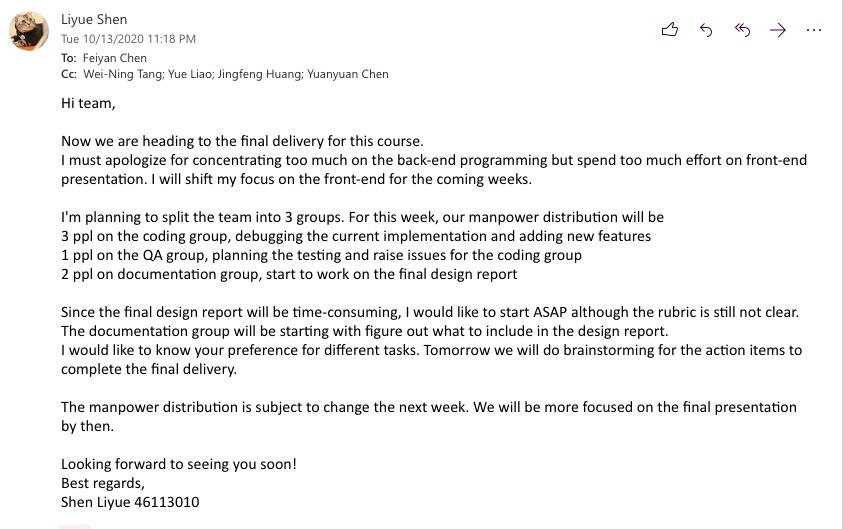 Liyue Shen
Tue 10/13/2020 11:18 PM
To: Feiyan Chen
Cc: Wei-Ning Tang; Yue Liao; Jingfeng Huang; Yuanyuan Chen
Hi team,
Now we are heading to the final delivery for this course.
I must apologize for concentrating too much on the back-end programming but spend too much effort on front-end
presentation. I will shift my focus on the front-end for the coming weeks.
I'm planning to split the team into 3 groups. For this week, our manpower distribution will be
3 ppl on the coding group, debugging the current implementation and adding new features
1 ppl on the QA group, planning the testing and raise issues for the coding group
2 ppl on documentation group, start to work on the final design report
Since the final design report will be time-consuming, I would like to start ASAP although the rubric is still not clear.
The documentation group will be starting with figure out what to include in the design report.
I would like to know your preference for different tasks. Tomorrow we will do brainstorming for the action items to
complete the final delivery.
The manpower distribution is subject to change the next week. We will be more focused on the final presentation
by then.
Looking forward to seeing you soon!
Best regards,
Shen Liyue 46113010